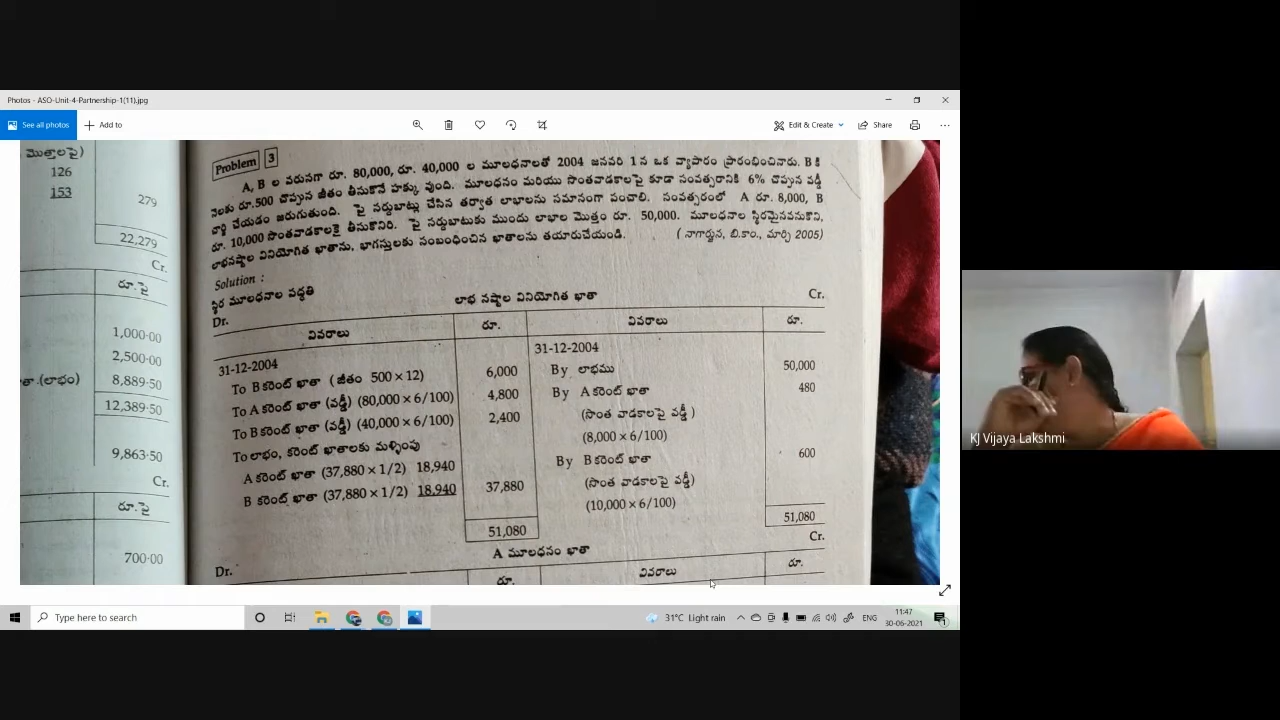 Photos - ASO-Unit-4-Partnership-1(11).jpg
See all photos
Add to
Edit & Create
Share
మొత్తాలపై)
126
153
279
22,279
Cr.
రూ.పై
1,000·00
2,500·00
తా (లాభం)
8,889·50
12,389·50
9,863·50
Cr.
రూ.పై
700·00
Problem 3
A, B ల వరుసగా రూ. 80,000, రూ. 40,000 ల మూలధనాలతో 2004 జనవరి 1న ఒక వ్యాపారం ప్రారంభించినారు. B కి
నెలకు రూ.500 చొప్పున జీతం తీసుకొనే హక్కు వుంది. మూలధనం మరియు సొంతవాడకాలపై కూడా సంవత్సరానికి 6% చొప్పున వడ్డీ
చార్జి చేయడం జరుగుతుంది. పై సర్దుబాట్లు చేసిన తర్వాత లాభాలను సమానంగా పంచాలి. సంవత్సరంలో A రూ. 8,000, B
రూ. 10,000 సొంతవాడకాలకై తీసుకొనిరి. పై సర్దుబాటుకు ముందు లాభాల మొత్తం రూ. 50,000. మూలధనాల స్థిరమైనవనుకొని,
లాభనష్టాల వినియోగిత ఖాతాను, భాగస్తులకు సంబంధించిన ఖాతాలను తయారుచేయండి. ( నాగార్జున, బి.కాం., మార్చి 2005)
Solution :
స్థిర మూలధనాల పద్ధతి
లాభ నష్టాల వినియోగిత ఖాతా
Dr. Cr.
వివరాలు రూ. వివరాలు రూ.
31-12-2004 31-12-2004
To B కరెంట్ ఖాతా ( జీతం 500 × 12) 6,000 By లాభము 50,000
To A కరెంట్ ఖాతా (వడ్డీ) (80,000 × 6/100) 4,800 By A కరెంట్ ఖాతా 480
To B కరెంట్ ఖాతా (వడ్డీ) (40,000 × 6/100) 2,400 (సొంత వాడకాలపై వడ్డీ )
To లాభం, కరెంట్ ఖాతాలకు మళ్ళింపు (8,000 × 6/100)
A కరెంట్ ఖాతా (37,880 × 1/2) 18,940 By B కరెంట్ ఖాతా 600
B కరెంట్ ఖాతా (37,880 × 1/2) 18,940 37,880 (సొంత వాడకాలపై వడ్డీ)
(10,000 × 6/100)
51,080 51,080
A మూలధనం ఖాతా
Dr. Cr.
రూ. వివరాలు రూ.
KJ Vijaya Lakshmi
Type here to search
31°C Light rain
ENG
11:47
30-06-2021
1